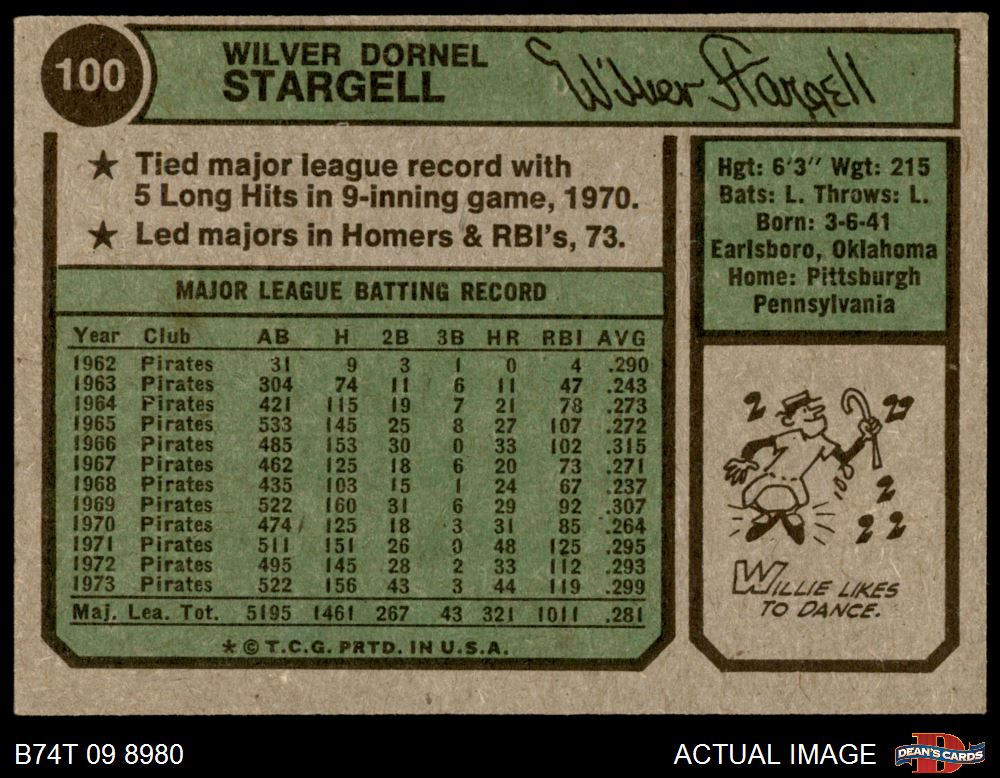 100
WILVER DORNEL
STARGELL
Wilver Stargell
★ Tied major league record with
5 Long Hits in 9-inning game, 1970.
★ Led majors in Homers & RBI's, 73.
MAJOR LEAGUE BATTING RECORD
Year Club AB H 2B 3B HR RBI AVG
1962 Pirates 31 9 3 1 0 4 .290
1963 Pirates 304 74 11 6 11 47 .243
1964 Pirates 421 115 19 7 21 78 .273
1965 Pirates 533 145 25 8 27 107 .272
1966 Pirates 485 153 30 0 33 102 .315
1967 Pirates 462 125 18 6 20 73 .271
1968 Pirates 435 103 15 1 24 67 .237
1969 Pirates 522 160 31 6 29 92 .307
1970 Pirates 474 125 18 3 31 85 .264
1971 Pirates 511 151 26 0 48 125 .295
1972 Pirates 495 145 28 2 33 112 .293
1973 Pirates 522 156 43 3 44 119 .299
Maj. Lea. Tot. 5195 1461 267 43 321 1011 .281
★ © T.C.G. PRTD. IN U.S.A.
Hgt: 6'3" Wgt: 215
Bats: L. Throws: L.
Born: 3-6-41
Earlsboro, Oklahoma
Home: Pittsburgh
Pennsylvania
WILLIE LIKES
TO DANCE.
B74T 09 8980
ACTUAL IMAGE
DEAN'S CARDS